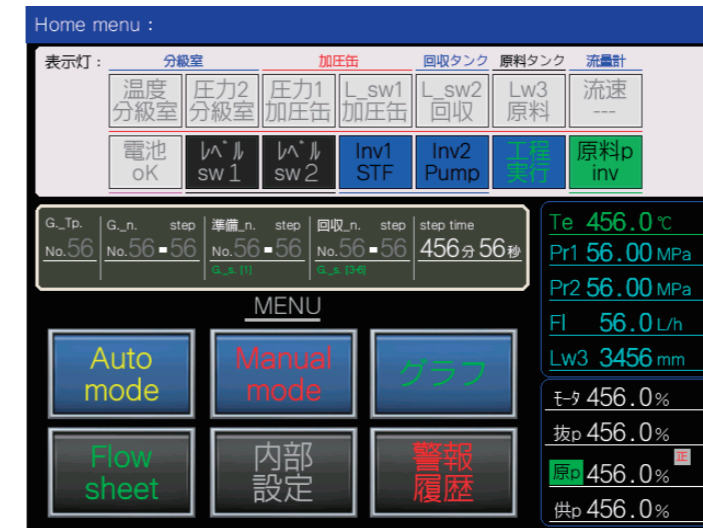 Home menu :
表示灯 : 分級室 加圧缶 回収タンク 原料タンク 流量計
温度 圧力2 圧力1 L_sw1 L_sw2 Lw3 流速
分級室 分級室 加圧缶 加圧缶 回収 原料 ---
電池 ﾚﾍﾞﾙ ﾚﾍﾞﾙ Inv1 Inv2 工程 原料p
oK sw１ sw２ STF Pump 実行 inv
G._Tp. G._n. step 準備_n. step 回収_n. step step time
No.56 No.56-56 No.56-56 No.56-56 456分56秒
G._s. [1] G._s. [3-6]
MENU
Auto
mode
Manual
mode
グラフ
Flow
sheet
内部
設定
警報
履歴
Te 456.0 ℃
Pr1 56.00 MPa
Pr2 56.00 MPa
Fl 56.0 L/h
Lw3 3456 mm
ﾓｰﾀ 456.0%
抜p 456.0%
正
原p 456.0%
供p 456.0%